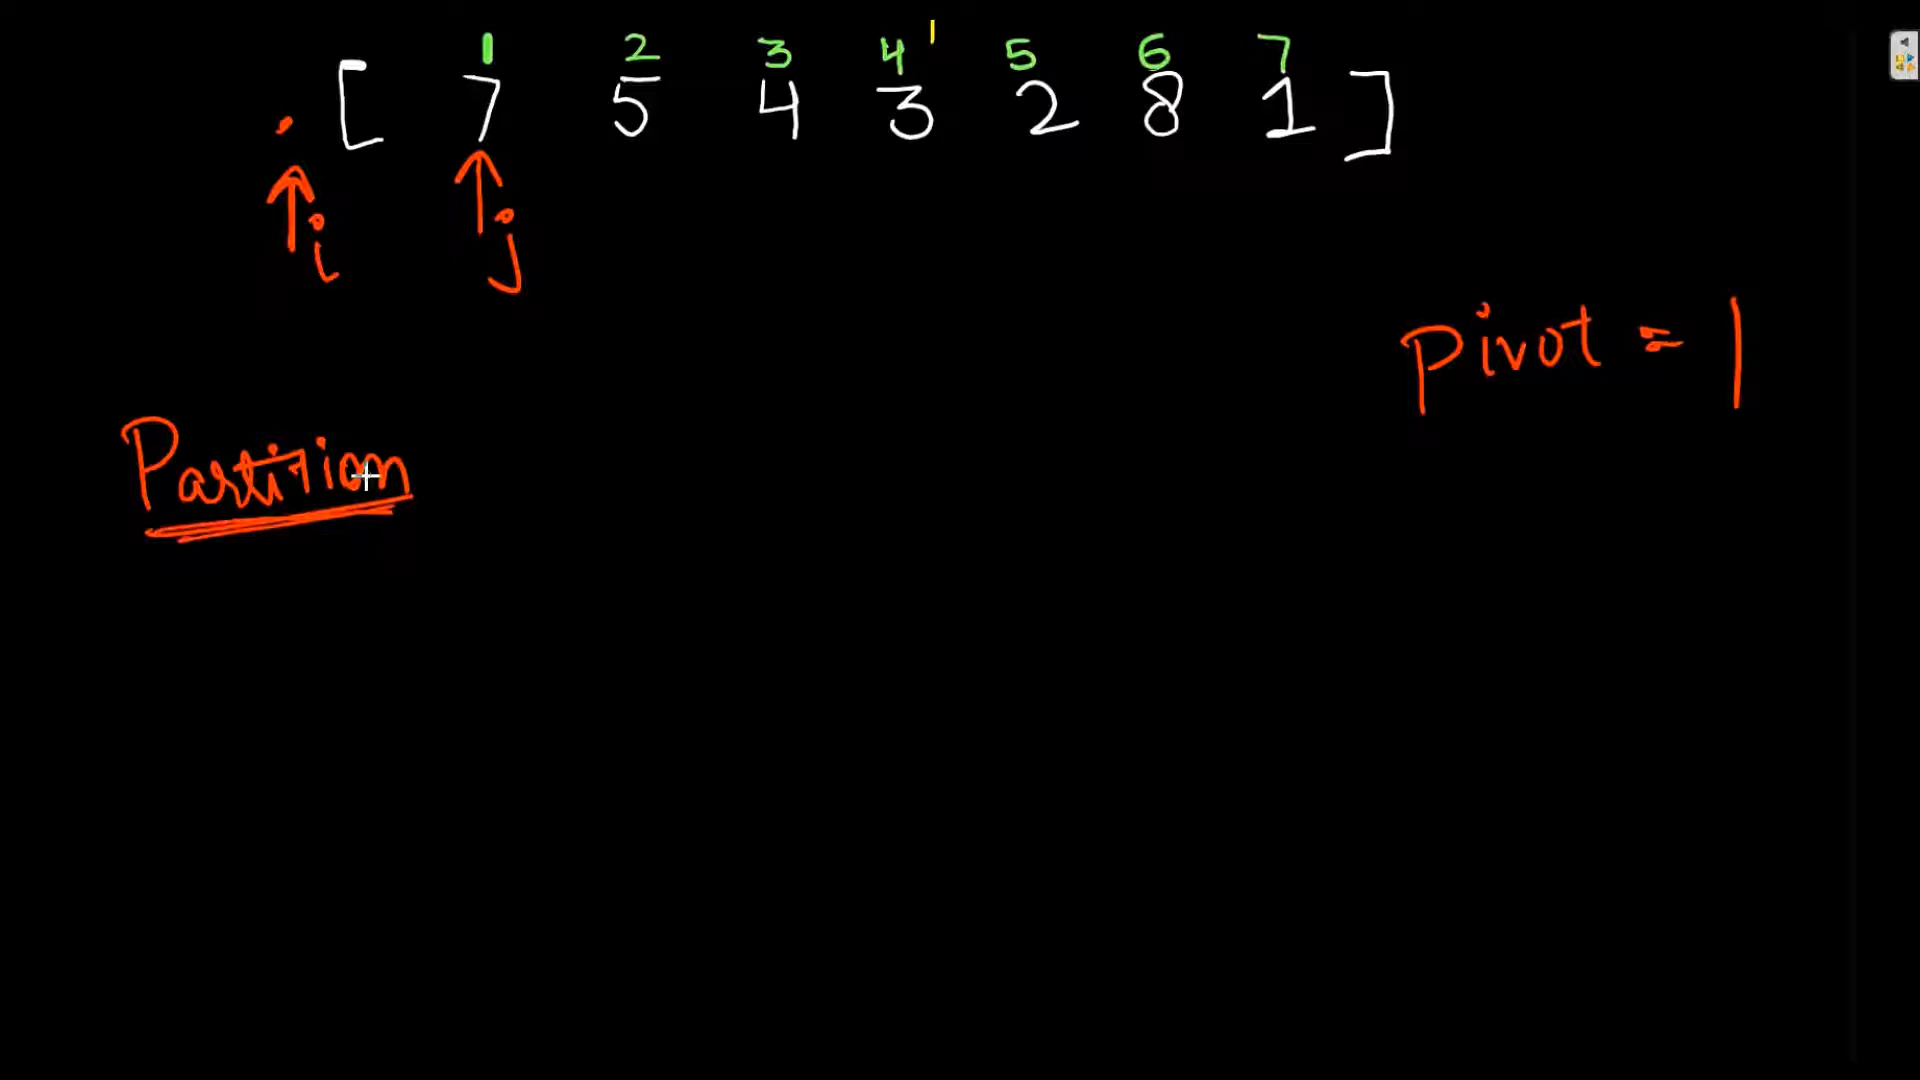 1 2 3 4 5 6 7
[ 7 5 4 3 2 8 1 ]
i j
pivot = 1
Partition